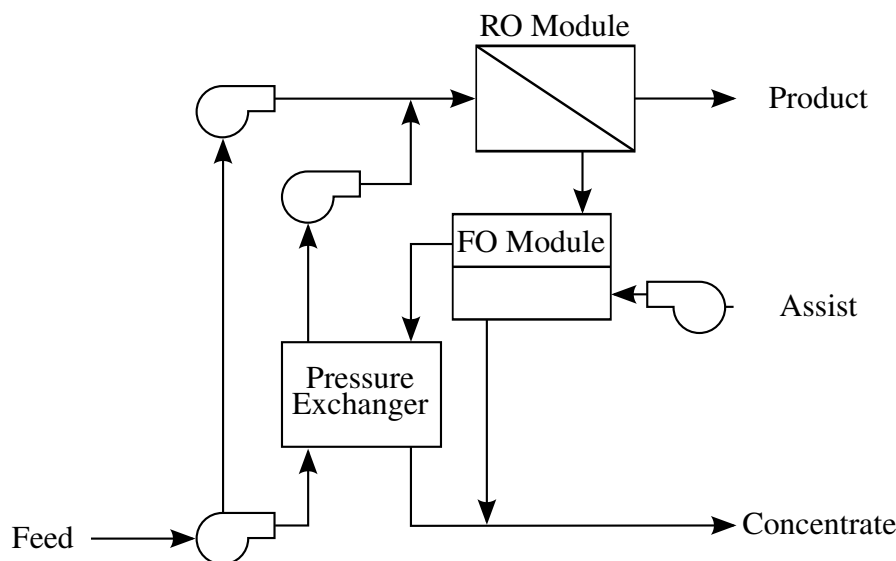 RO Module
Product
FO Module
Assist
Pressure
Exchanger
Feed
Concentrate